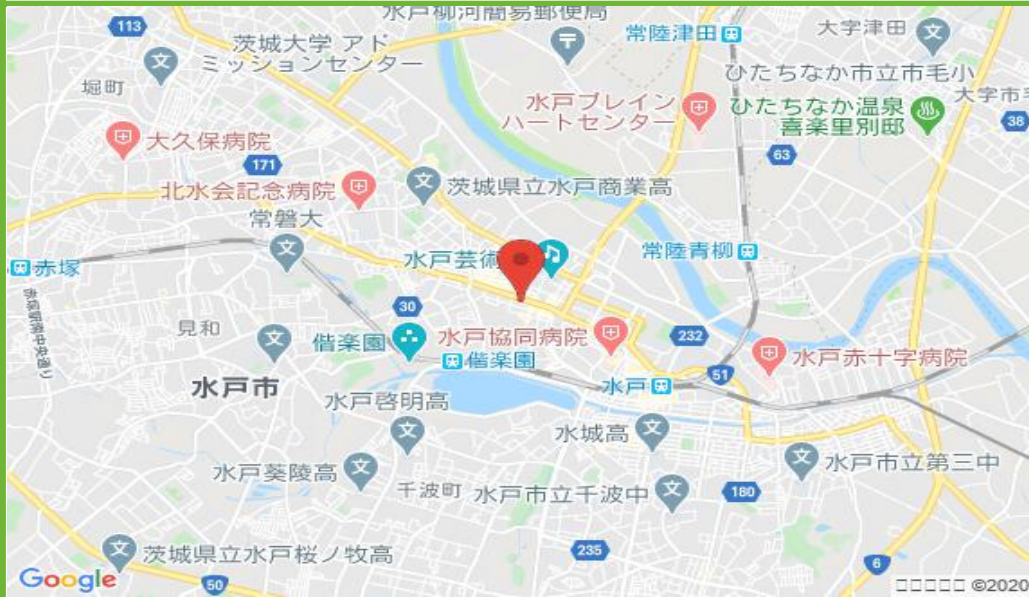 水戸柳河簡易郵便局
113
茨城大学 アド
ミッションセンター
堀町
常陸津田
大字津田
ひたちなか市立市毛小
大字市毛
38
ひたちなか温泉
喜楽里別邸
水戸ブレイン
ハートセンター
63
大久保病院
171
北水会記念病院
茨城県立水戸商業高
常磐大
水戸芸術
常陸青柳
赤塚
30
見和
偕楽園
偕楽園
水戸協同病院
232
水戸赤十字病院
51
水戸
水戸市
水戸啓明高
水城高
水戸葵陵高
千波町
水戸市立千波中
180
水戸市立第三中
茨城県立水戸桜ノ牧高
235
50
6
Google
©2020